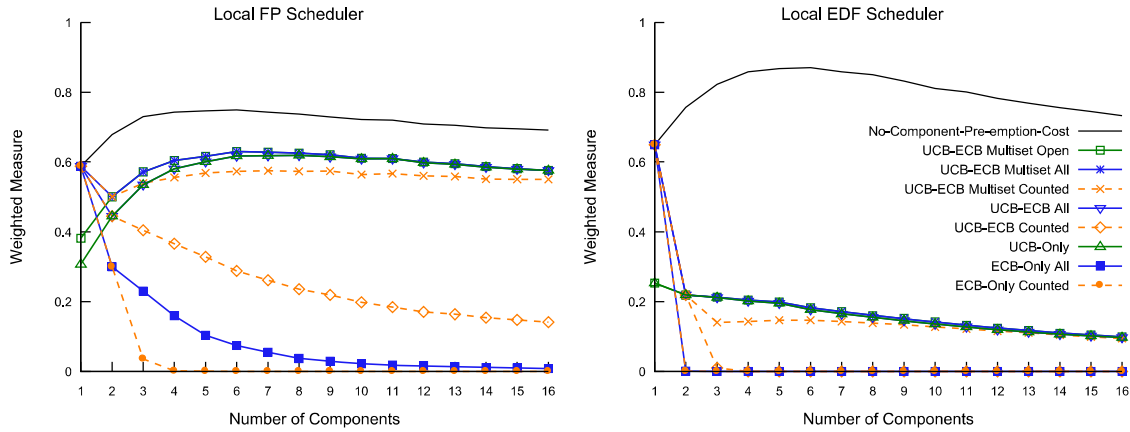 Local FP Scheduler
1
0.8
0.6
0.4
0.2
0
Weighted Measure
1 2 3 4 5 6 7 8 9 10 11 12 13 14 15 16
Number of Components
Local EDF Scheduler
1
0.8
0.6
0.4
0.2
0
Weighted Measure
No-Component-Pre-emption-Cost
UCB-ECB Multiset Open
UCB-ECB Multiset All
UCB-ECB Multiset Counted
UCB-ECB All
UCB-ECB Counted
UCB-Only
ECB-Only All
ECB-Only Counted
1 2 3 4 5 6 7 8 9 10 11 12 13 14 15 16
Number of Components